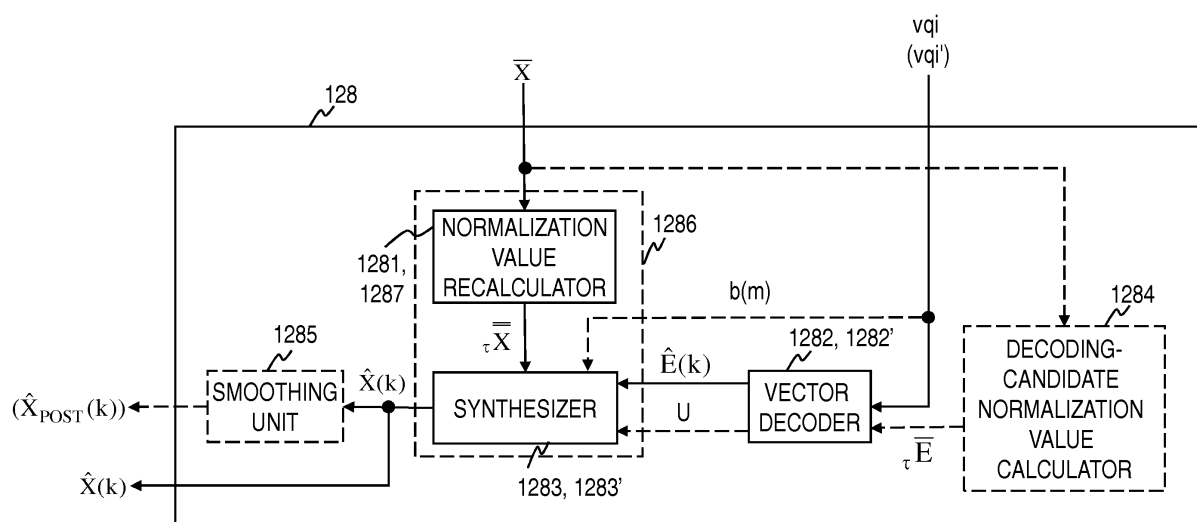 vqi
(vqi')
X̅
128
NORMALIZATION
VALUE
RECALCULATOR
1281,
1287
1286
b(m)
1284
τX̿
1285
X̂(k)
Ê(k)
1282, 1282'
DECODING-
CANDIDATE
NORMALIZATION
VALUE
CALCULATOR
(X̂POST(k))
SMOOTHING
UNIT
SYNTHESIZER
U
VECTOR
DECODER
τE̅
X̂(k)
1283, 1283'